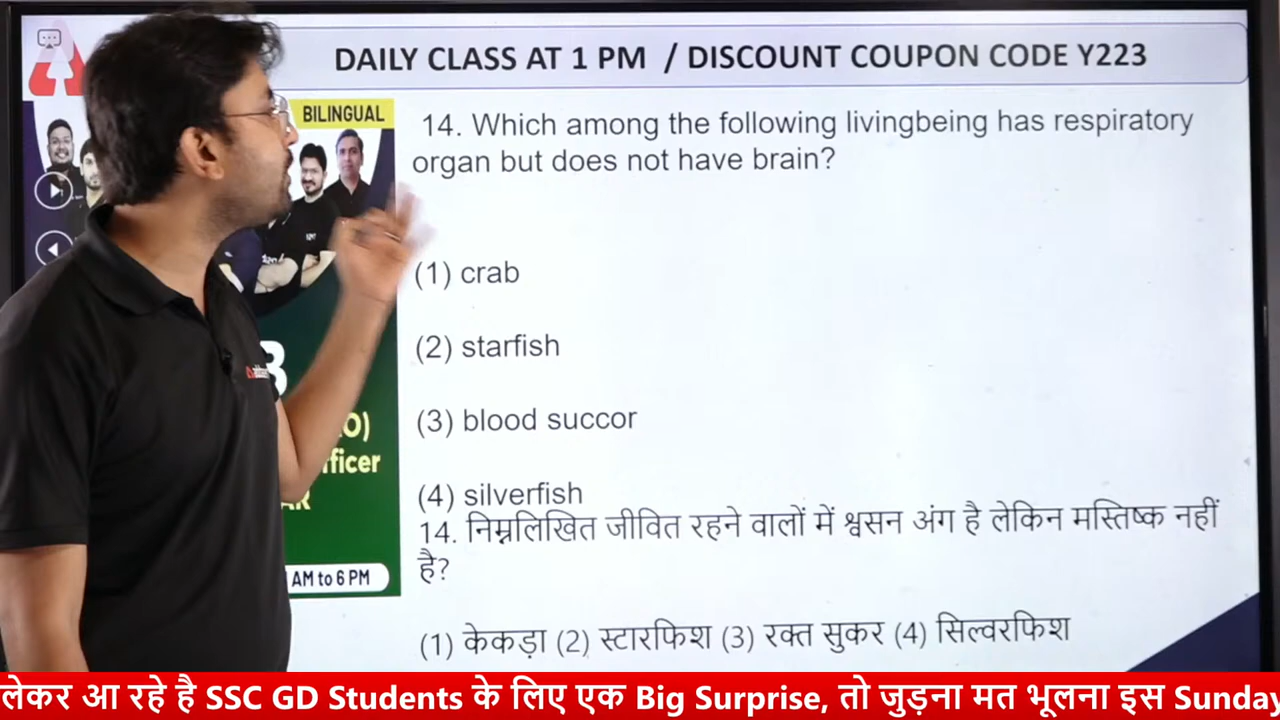 DAILY CLASS AT 1 PM / DISCOUNT COUPON CODE Y223
BILINGUAL
14. Which among the following livingbeing has respiratory
organ but does not have brain?
(1) crab
(2) starfish
(3) blood succor
(4) silverfish
14. निम्नलिखित जीवित रहने वालों में श्वसन अंग है लेकिन मस्तिष्क नहीं
है?
(1) केकड़ा (2) स्टारफिश (3) रक्त सुकर (4) सिल्वरफिश
AM to 6 PM
लेकर आ रहे है SSC GD Students के लिए एक Big Surprise, तो जुड़ना मत भूलना इस Sunday